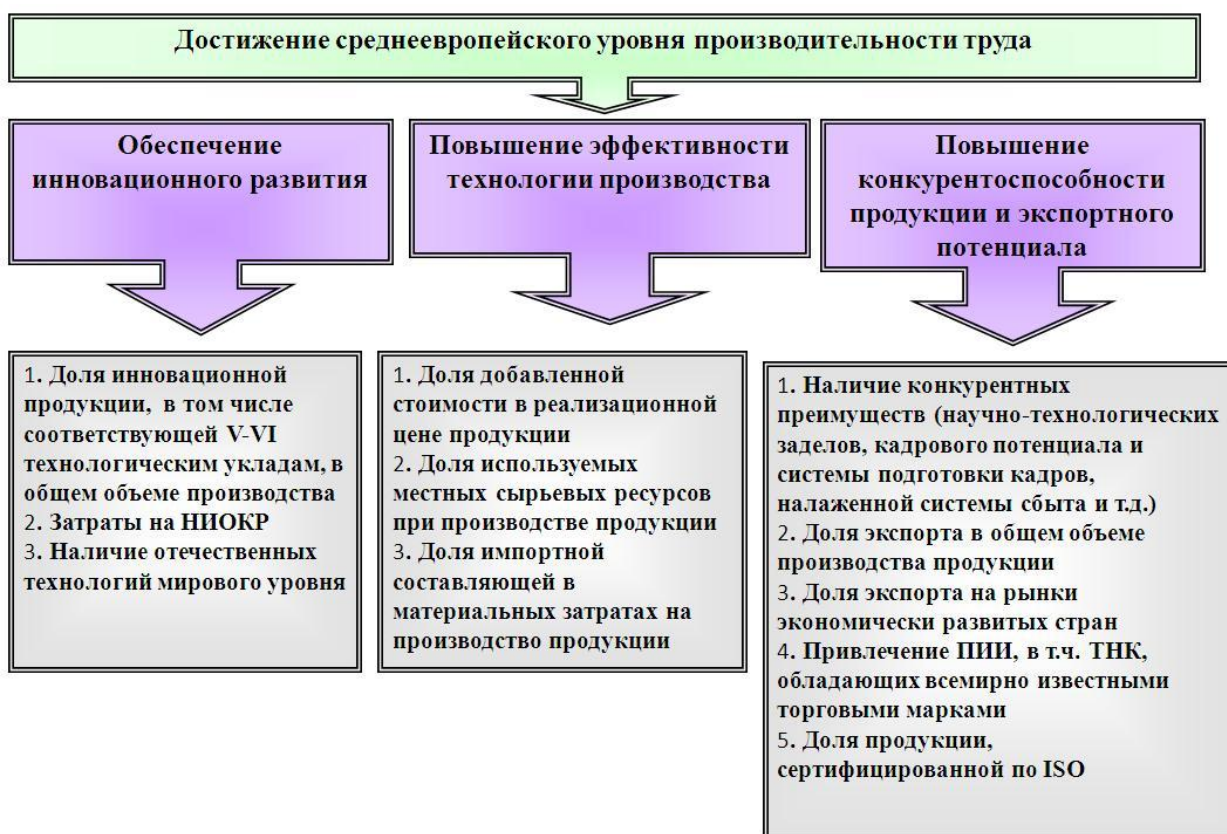 Достижение среднеевропейского уровня производительности труда
Обеспечение
инновационного развития
Повышение эффективности
технологии производства
Повышение
конкурентоспособности
продукции и экспортного
потенциала
1. Доля инновационной
продукции, в том числе
соответствующей V-VI
технологическим укладам, в
общем объеме производства
2. Затраты на НИОКР
3. Наличие отечественных
технологий мирового уровня
1. Доля добавленной
стоимости в реализационной
цене продукции
2. Доля используемых
местных сырьевых ресурсов
при производстве продукции
3. Доля импортной
составляющей в
материальных затратах на
производство продукции
1. Наличие конкурентных
преимуществ (научно-технологических
заделов, кадрового потенциала и
системы подготовки кадров,
налаженной системы сбыта и т.д.)
2. Доля экспорта в общем объеме
производства продукции
3. Доля экспорта на рынки
экономически развитых стран
4. Привлечение ПИИ, в т.ч. ТНК,
обладающих всемирно известными
торговыми марками
5. Доля продукции,
сертифицированной по ISO